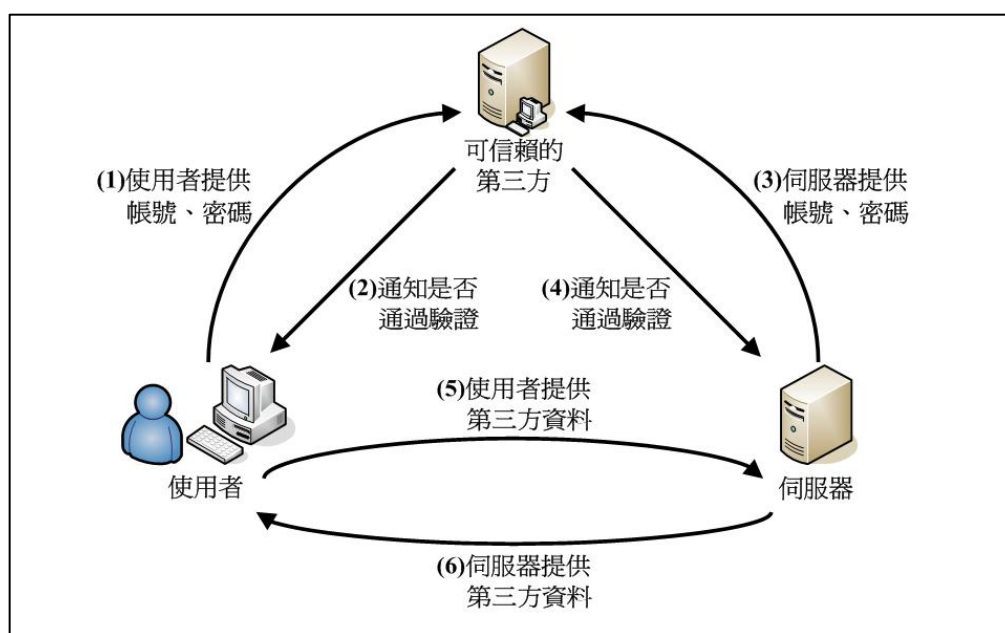 可信賴的
第三方
(1)使用者提供
帳號、密碼
(3)伺服器提供
帳號、密碼
(2)通知是否
通過驗證
(4)通知是否
通過驗證
(5)使用者提供
第三方資料
使用者
伺服器
(6)伺服器提供
第三方資料